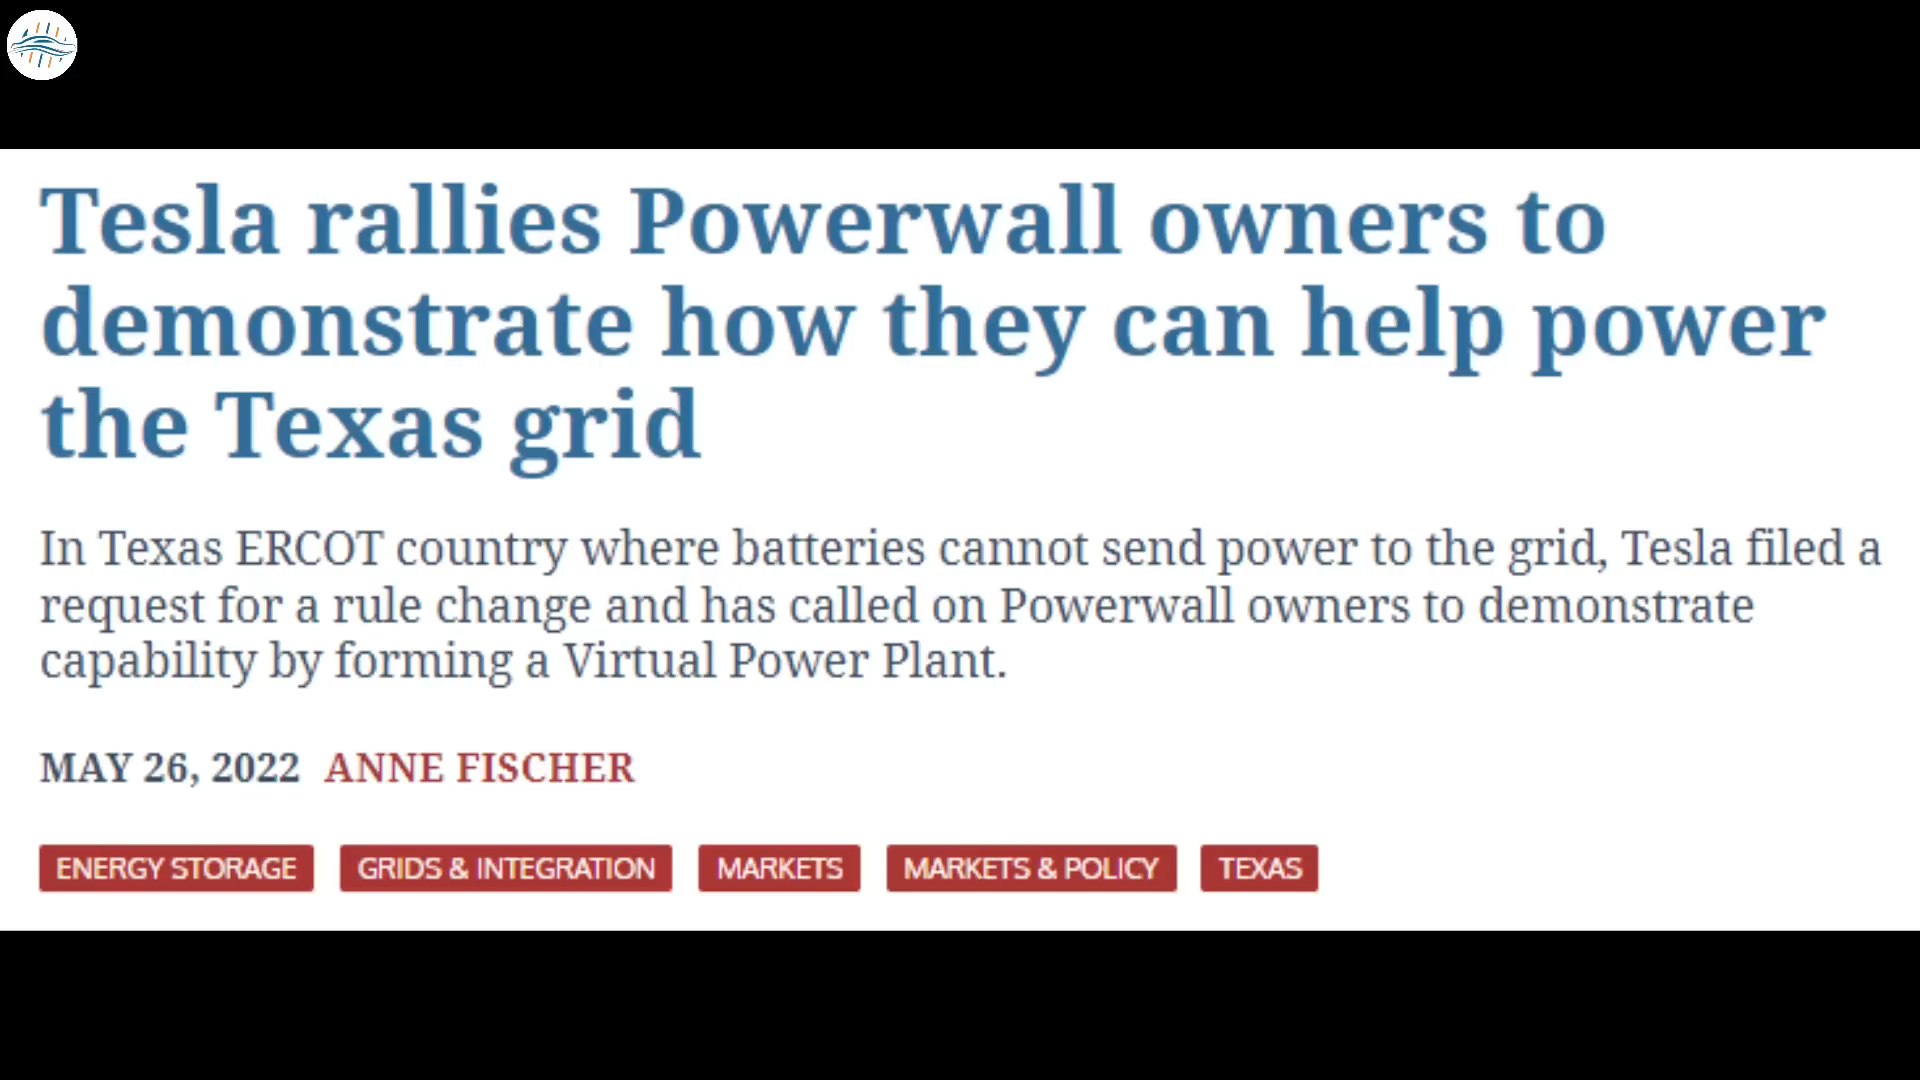 Tesla rallies Powerwall owners to
demonstrate how they can help power
the Texas grid
In Texas ERCOT country where batteries cannot send power to the grid, Tesla filed a
request for a rule change and has called on Powerwall owners to demonstrate
capability by forming a Virtual Power Plant.
MAY 26, 2022 ANNE FISCHER
ENERGY STORAGE GRIDS & INTEGRATION MARKETS MARKETS & POLICY TEXAS